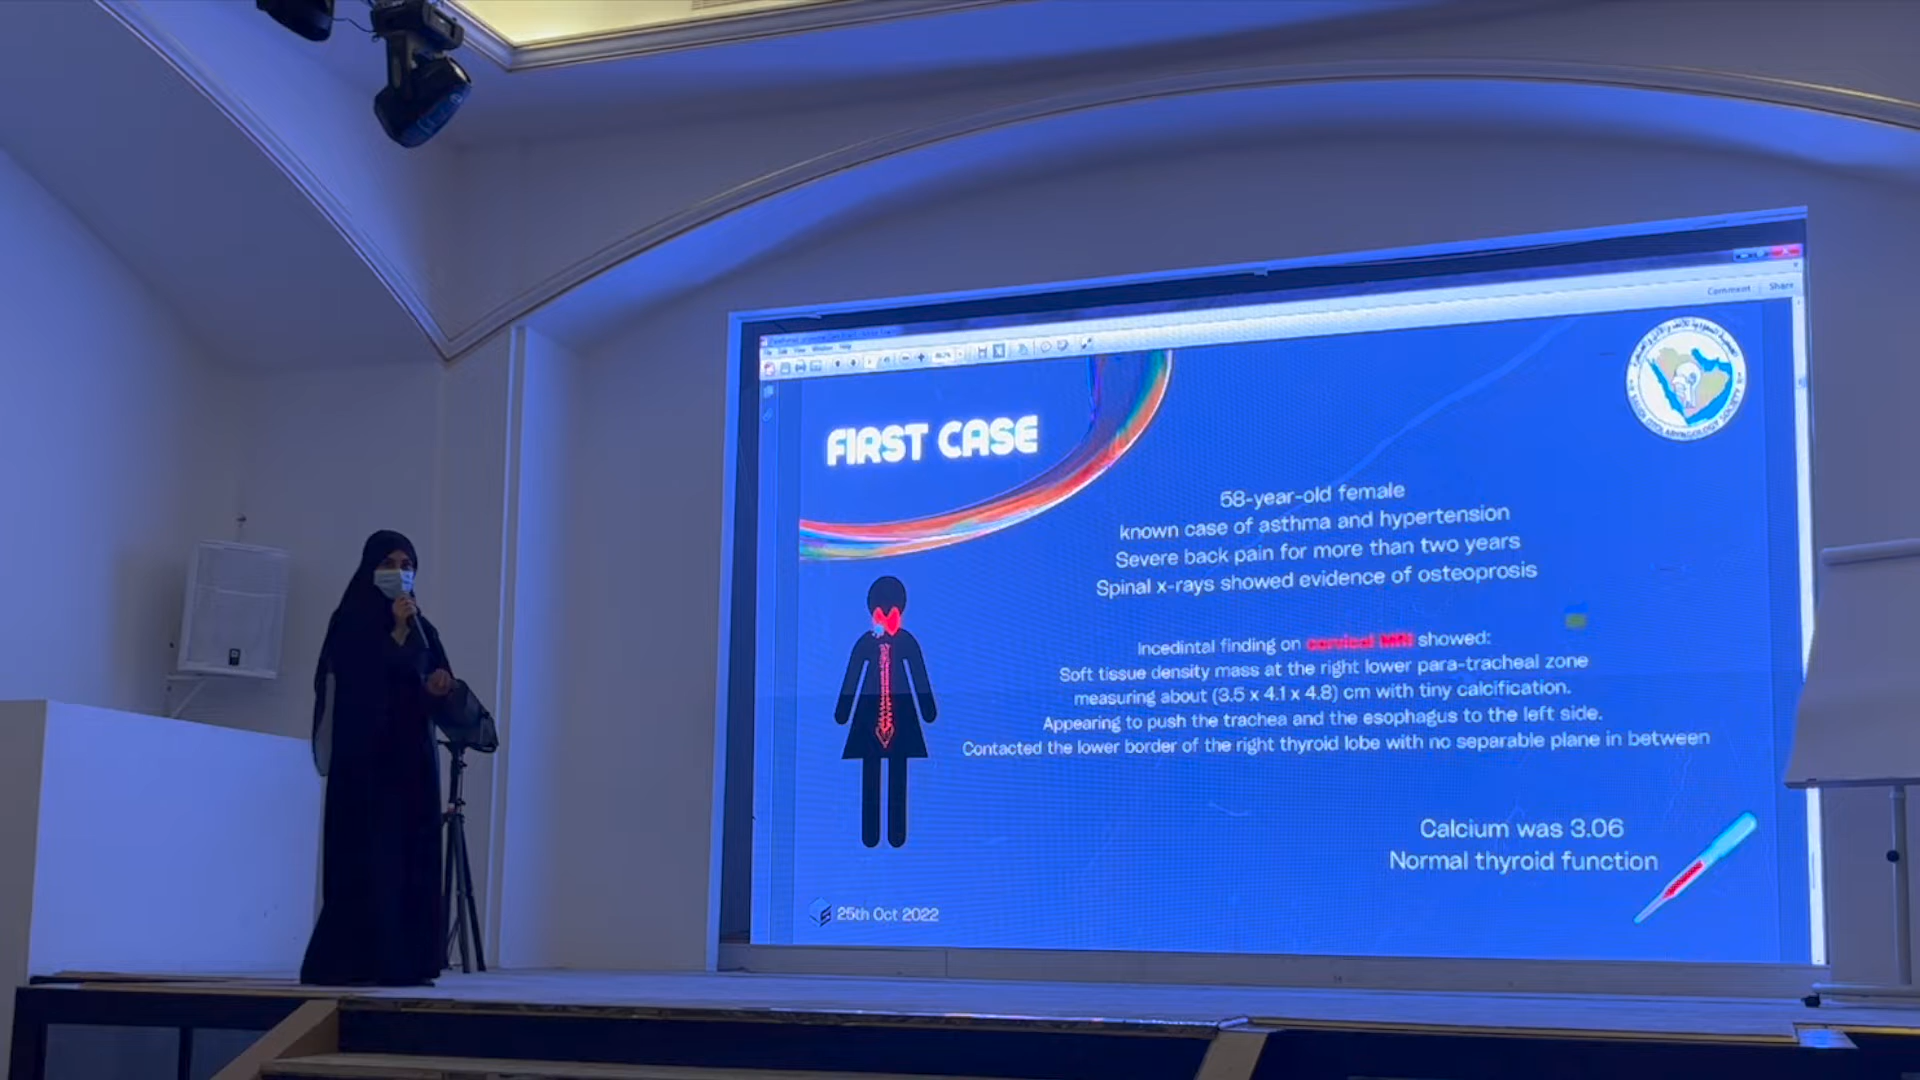 Comment
Share
FIRST CASE
58-year-old female
known case of asthma and hypertension
Severe back pain for more than two years
Spinal x-rays showed evidence of osteoprosis
Incedintal finding on cervical MRI showed:
Soft tissue density mass at the right lower para-tracheal zone
measuring about (3.5 x 4.1 x 4.8) cm with tiny calcification.
Appearing to push the trachea and the esophagus to the left side.
Contacted the lower border of the right thyroid lobe with no separable plane in between
Calcium was 3.06
Normal thyroid function
25th Oct 2022